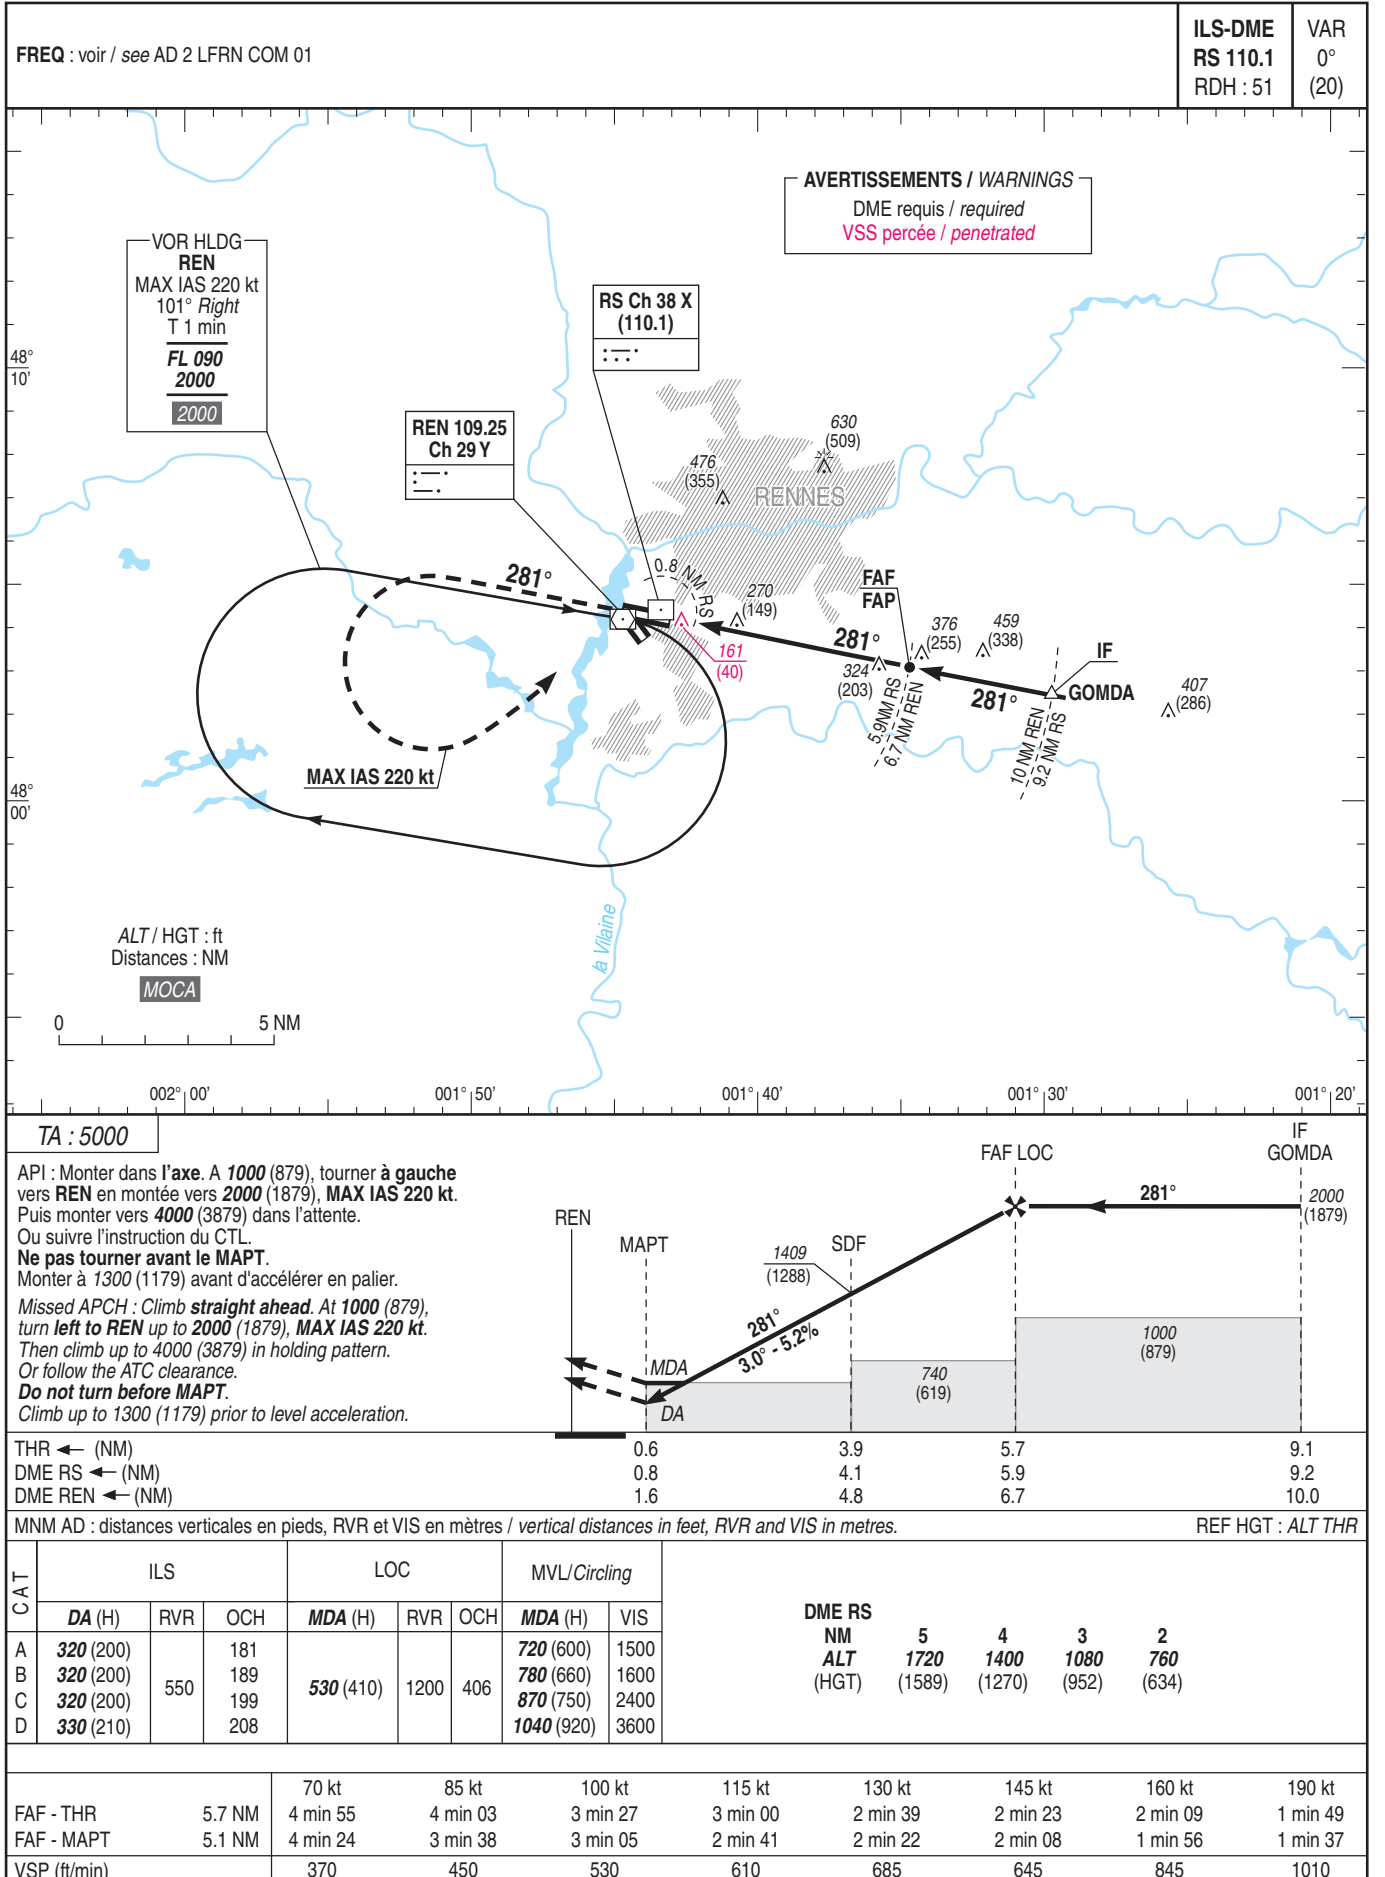 FREQ : voir / see AD 2 LFRN COM 01
ILS-DME
RS 110.1
RDH : 51
VAR
0°
(20)
AVERTISSEMENTS / WARNINGS
DME requis / required
VSS percée / penetrated
VOR HLDG
REN
MAX IAS 220 kt
101° Right
T 1 min
FL 090
2000
2000
RS Ch 38 X
(110.1)
REN 109.25
Ch 29 Y
48°
10'
630
(509)
476
(355)
RENNES
281°
0.8 NM RS
270
(149)
FAF
FAP
161
(40)
281°
376
(255)
459
(338)
324
(203)
IF
GOMDA
281°
407
(286)
5.9NM RS
6.7 NM REN
10 NM REN
9.2 NM RS
MAX IAS 220 kt
48°
00'
la Vilaine
ALT / HGT : ft
Distances : NM
MOCA
0 5 NM
002° 00' 001° 50' 001° 40' 001° 30' 001° 20'
TA : 5000
API : Monter dans l'axe. A 1000 (879), tourner à gauche
vers REN en montée vers 2000 (1879), MAX IAS 220 kt.
Puis monter vers 4000 (3879) dans l'attente.
Ou suivre l'instruction du CTL.
Ne pas tourner avant le MAPT.
Monter à 1300 (1179) avant d'accélérer en palier.
Missed APCH : Climb straight ahead. At 1000 (879),
turn left to REN up to 2000 (1879), MAX IAS 220 kt.
Then climb up to 4000 (3879) in holding pattern.
Or follow the ATC clearance.
Do not turn before MAPT.
Climb up to 1300 (1179) prior to level acceleration.
IF
FAF LOC GOMDA
281°
2000
(1879)
REN
MAPT
SDF
1409
(1288)
281°
3.0° - 5.2%
MDA
DA
740
(619)
1000
(879)
THR (NM) 0.6 3.9 5.7 9.1
DME RS (NM) 0.8 4.1 5.9 9.2
DME REN (NM) 1.6 4.8 6.7 10.0
MNM AD : distances verticales en pieds, RVR et VIS en mètres / vertical distances in feet, RVR and VIS in metres. REF HGT : ALT THR
CAT ILS LOC MVL/Circling
DA (H) RVR OCH MDA (H) RVR OCH MDA (H) VIS
A 320 (200) 181 720 (600) 1500
B 320 (200) 189 780 (660) 1600
550 530 (410) 1200 406
C 320 (200) 199 870 (750) 2400
D 330 (210) 208 1040 (920) 3600
DME RS
NM 5 4 3 2
ALT 1720 1400 1080 760
(HGT) (1589) (1270) (952) (634)
70 kt 85 kt 100 kt 115 kt 130 kt 145 kt 160 kt 190 kt
FAF - THR 5.7 NM 4 min 55 4 min 03 3 min 27 3 min 00 2 min 39 2 min 23 2 min 09 1 min 49
FAF - MAPT 5.1 NM 4 min 24 3 min 38 3 min 05 2 min 41 2 min 22 2 min 08 1 min 56 1 min 37
VSP (ft/min) 370 450 530 610 685 645 845 1010